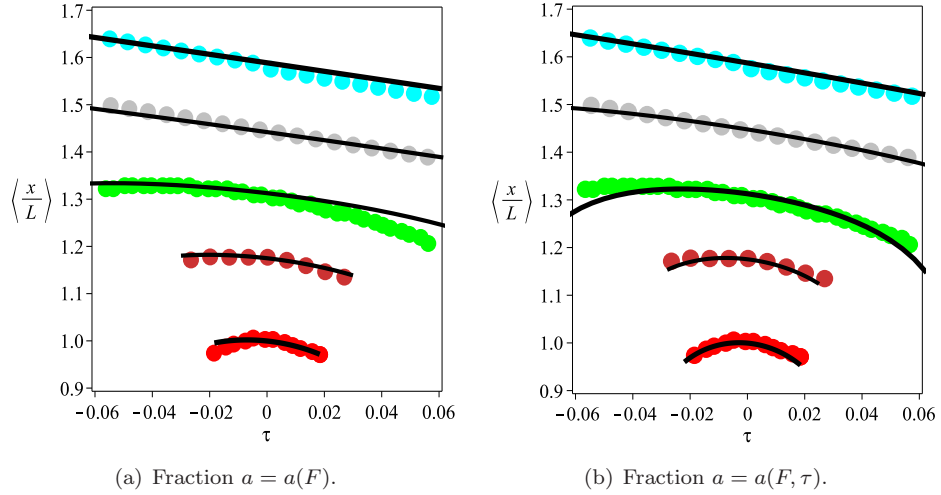 1.7
1.6
1.5
1.4
1.3
⟨x/L⟩
1.2
1.1
1.0
0.9
−0.06 −0.04 −0.02 0 0.02 0.04 0.06
τ
(a) Fraction a = a(F).
1.7
1.6
1.5
1.4
1.3
⟨x/L⟩
1.2
1.1
1.0
0.9
−0.06 −0.04 −0.02 0 0.02 0.04 0.06
τ
(b) Fraction a = a(F, τ).